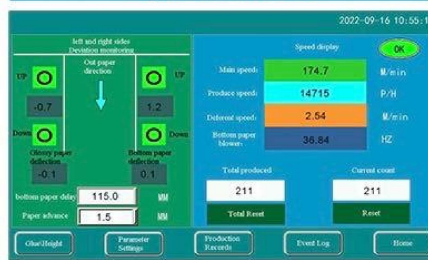 2022-09-16 10:55:1
left and right sides
Deviation monitoring
Out paper
direction
UP
UP
-0.7
1.2
Down
Down
Glossy paper
deflection
Bottom paper
deflection
-0.1
0.1
bottom paper delay
115.0
MM
Paper advance
1.5
MM
Speed display
OK
Main speed:
174.7
M/min
Produce speed:
14715
P/H
Deferent speed:
2.54
M/min
Bottom paper
blower:
36.84
HZ
Total produced
Current count
211
211
Total Reset
Reset
Glue\Height
Parameter
Settings
Production
Records
Event Log
Home